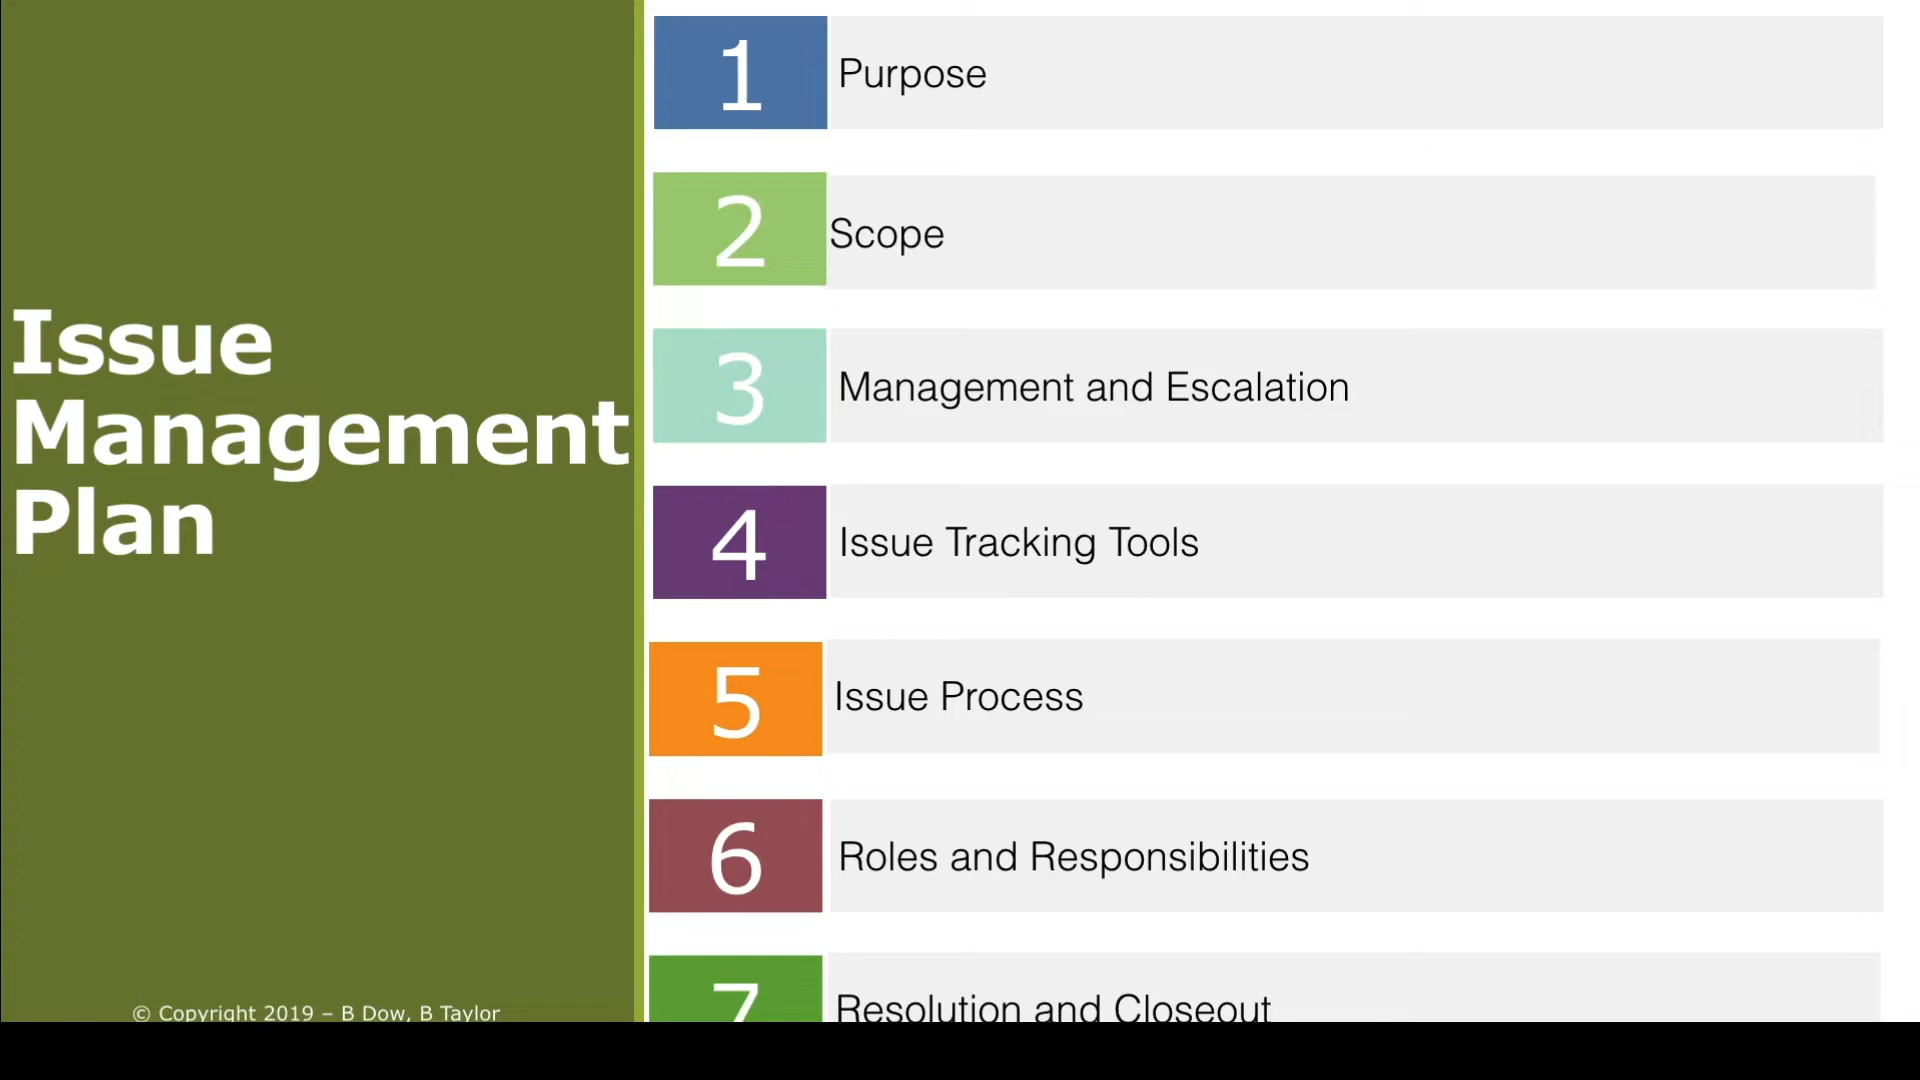 Issue
Management
Plan
© Copyright 2019 – B Dow, B Taylor
1 Purpose
2 Scope
3 Management and Escalation
4 Issue Tracking Tools
5 Issue Process
6 Roles and Responsibilities
7 Resolution and Closeout